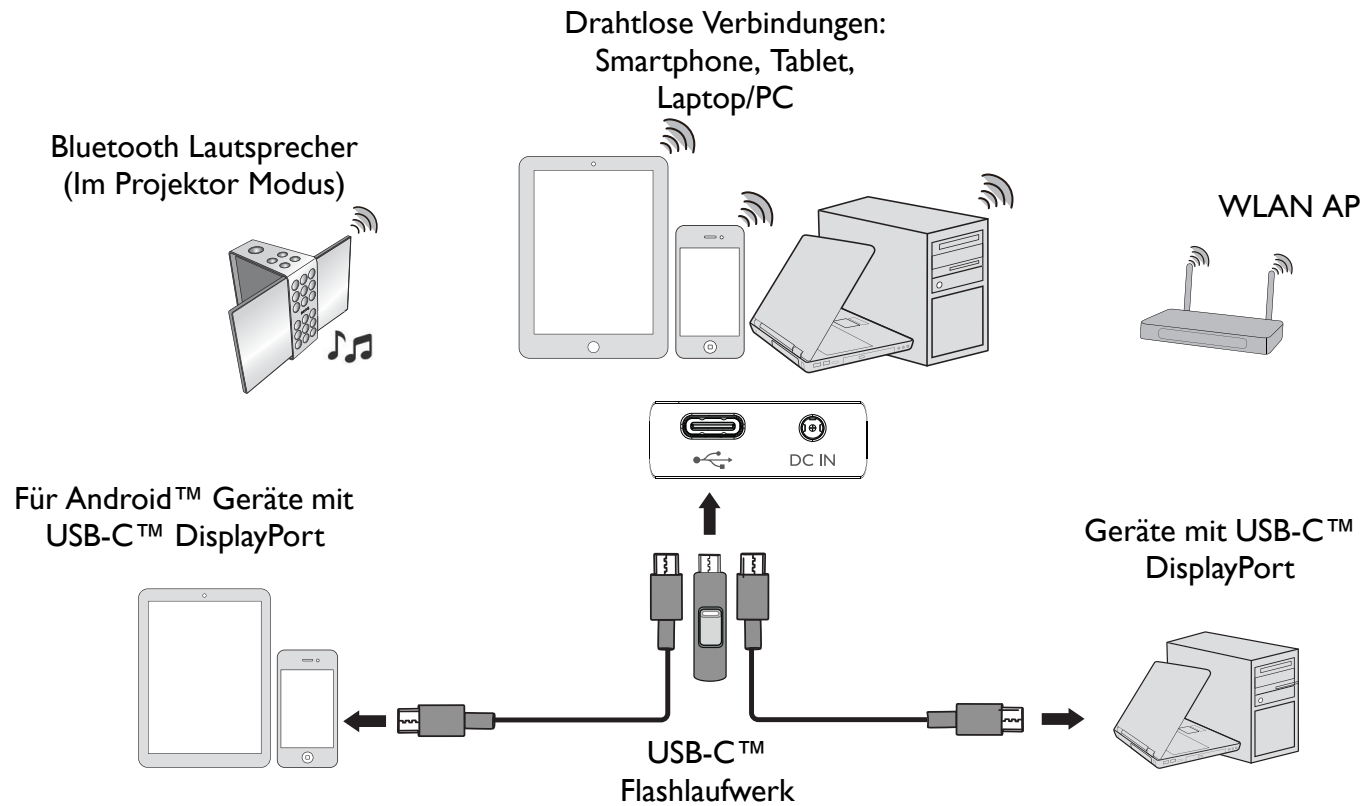 Drahtlose Verbindungen:
Smartphone, Tablet,
Laptop/PC
Bluetooth Lautsprecher
(Im Projektor Modus)
WLAN AP
DC IN
Für Android™ Geräte mit
USB-C™ DisplayPort
Geräte mit USB-C™
DisplayPort
USB-C™
Flashlaufwerk